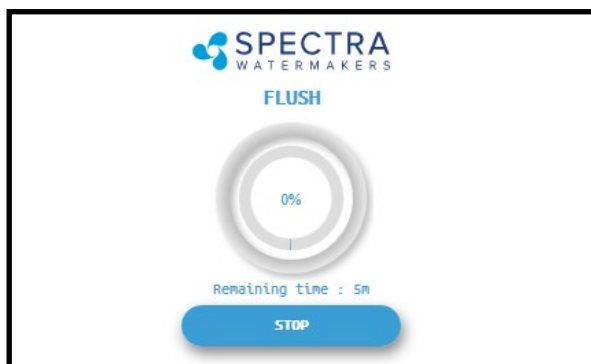 SPECTRA
WATERMAKERS
FLUSH
0%
Remaining time : 5m
STOP